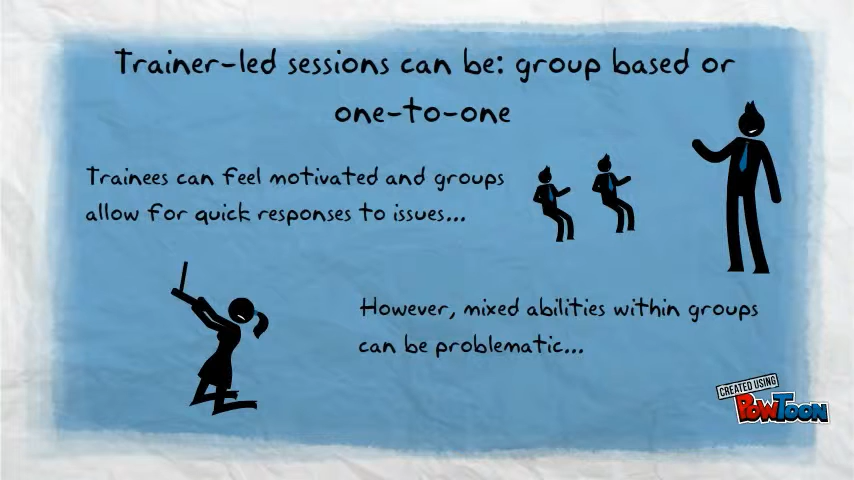 Trainer-led sessions can be: group based or
one-to-one
Trainees can feel motivated and groups
allow for quick responses to issues...
However, mixed abilities within groups
can be problematic...
CREATED USING
POWTOON